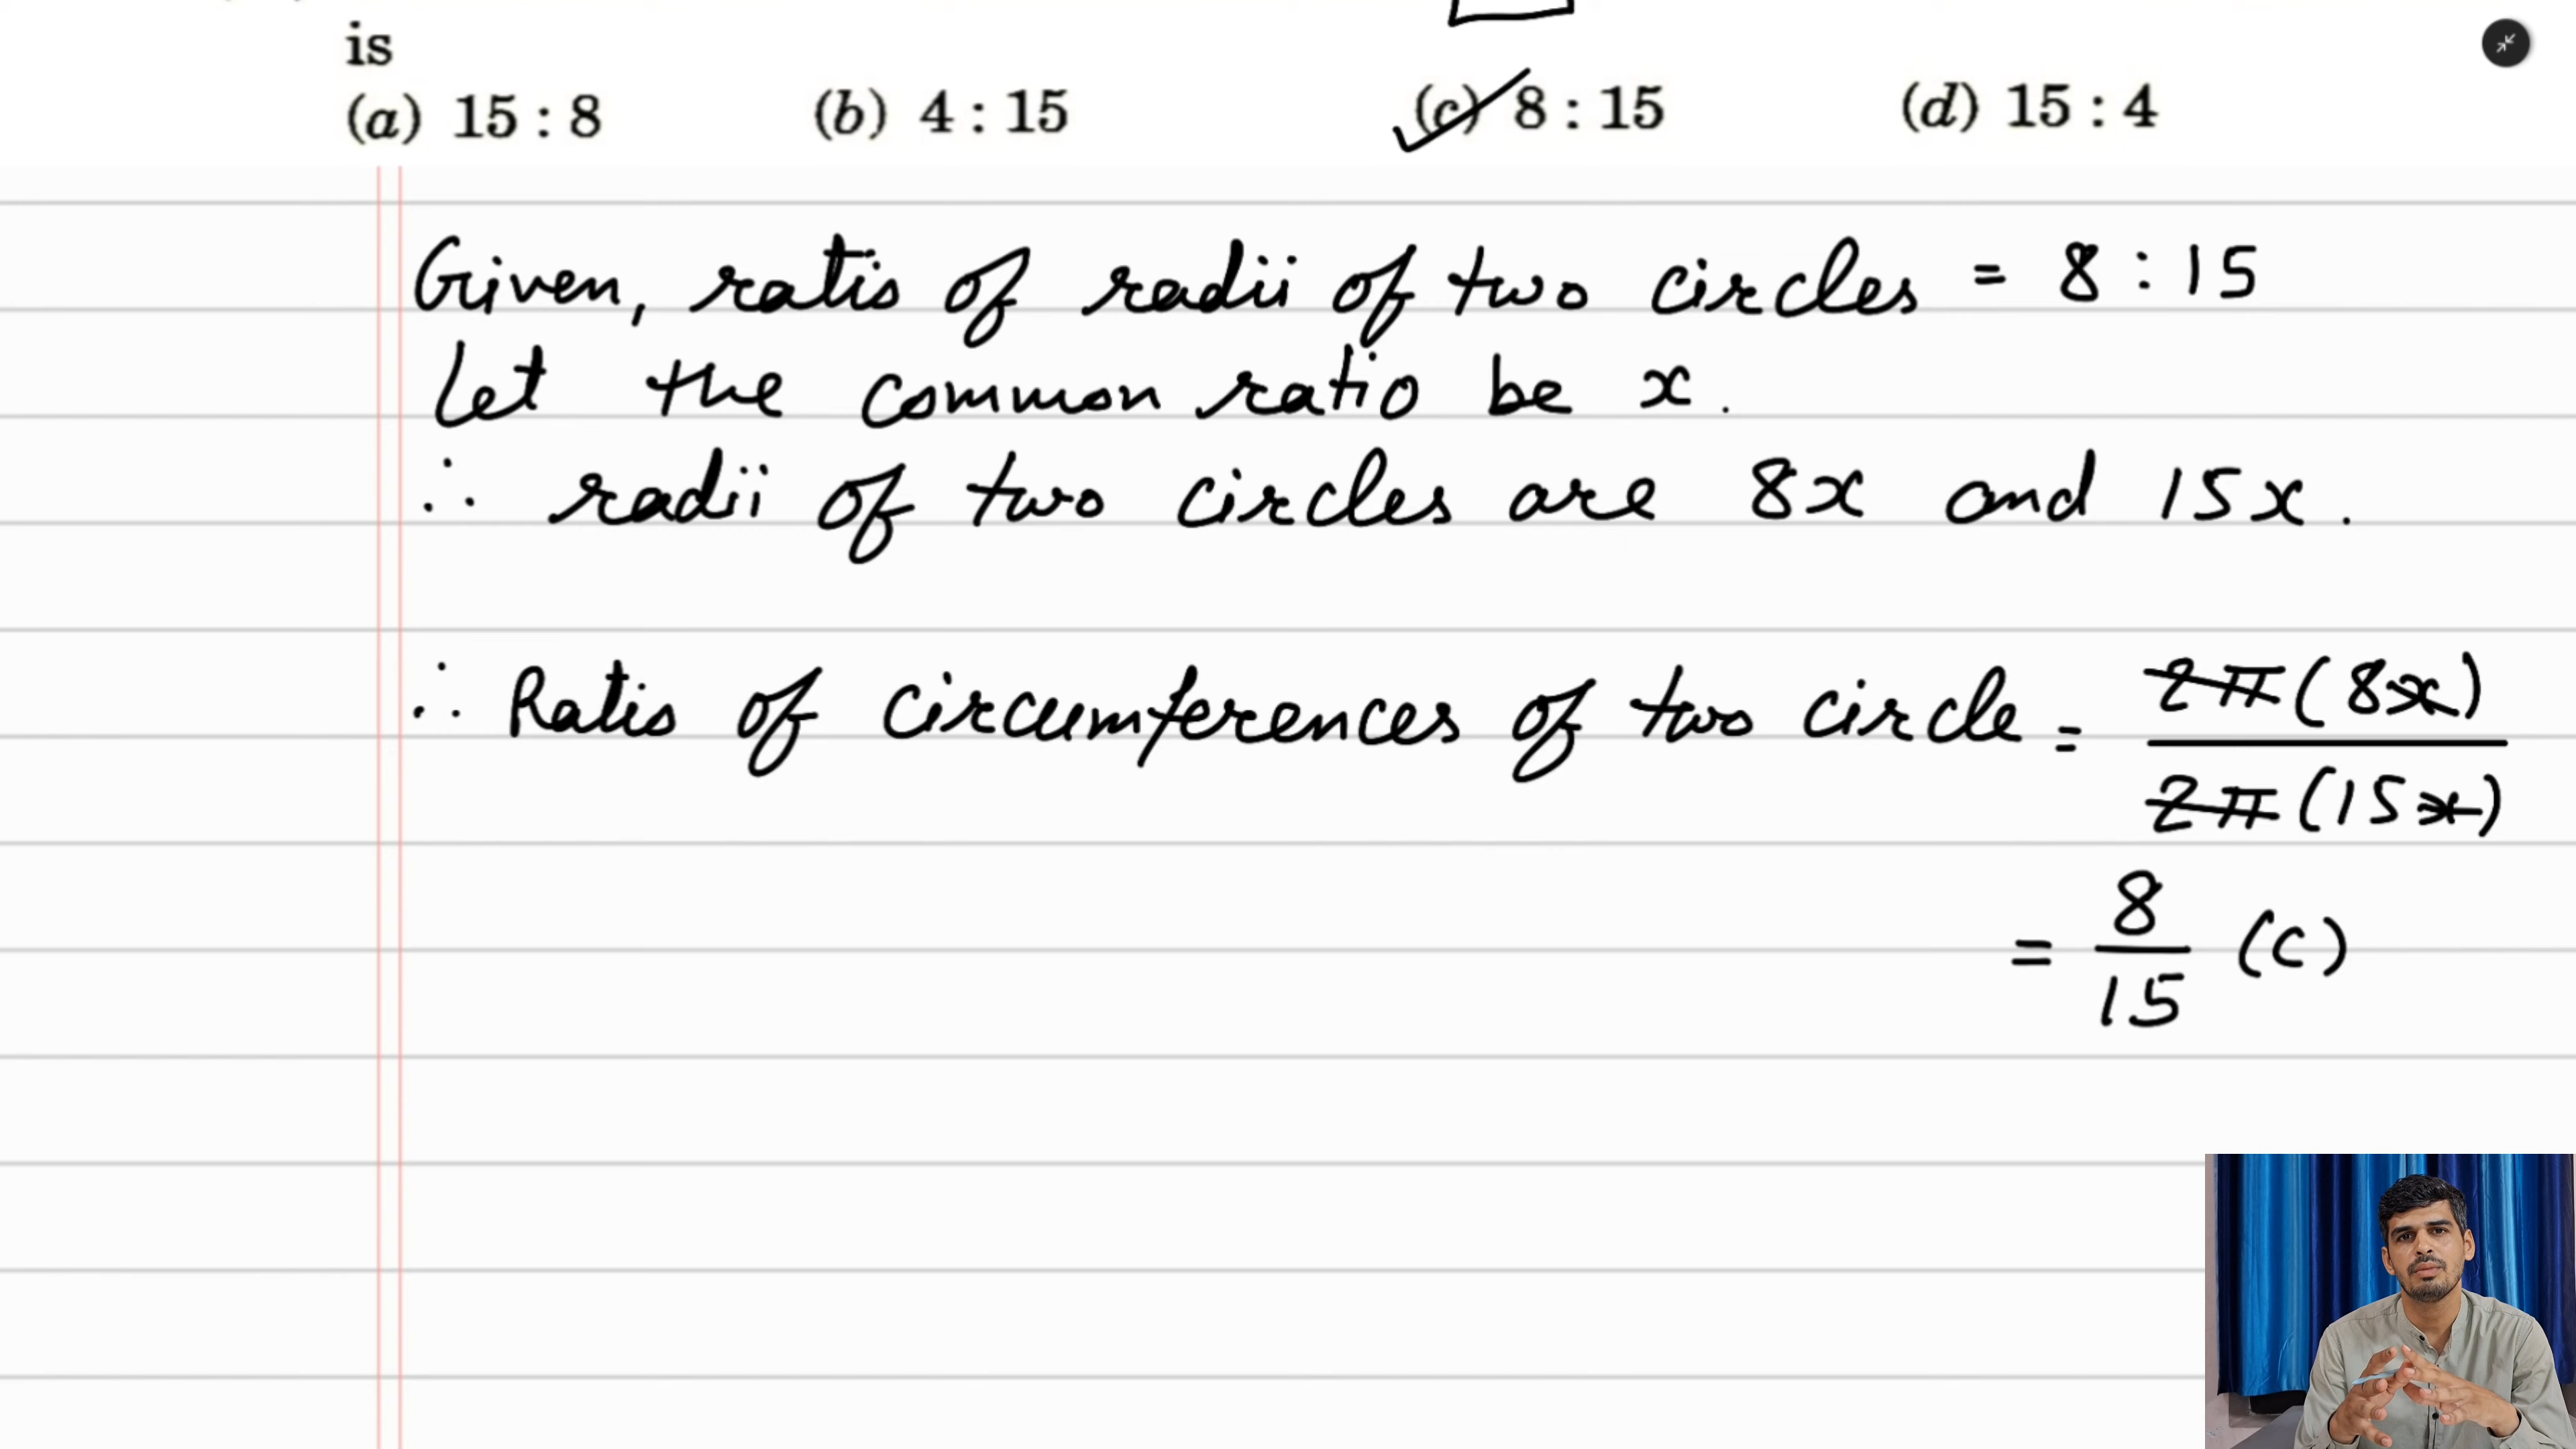 is
(a) 15 : 8 (b) 4 : 15 (c) 8 : 15 (d) 15 : 4
Given, ratio of radii of two circles = 8 : 15
Let the common ratio be x.
∴ radii of two circles are 8x and 15x.
∴ Ratio of circumferences of two circle = 2π(8x) / 2π(15x)
= 8/15 (C)